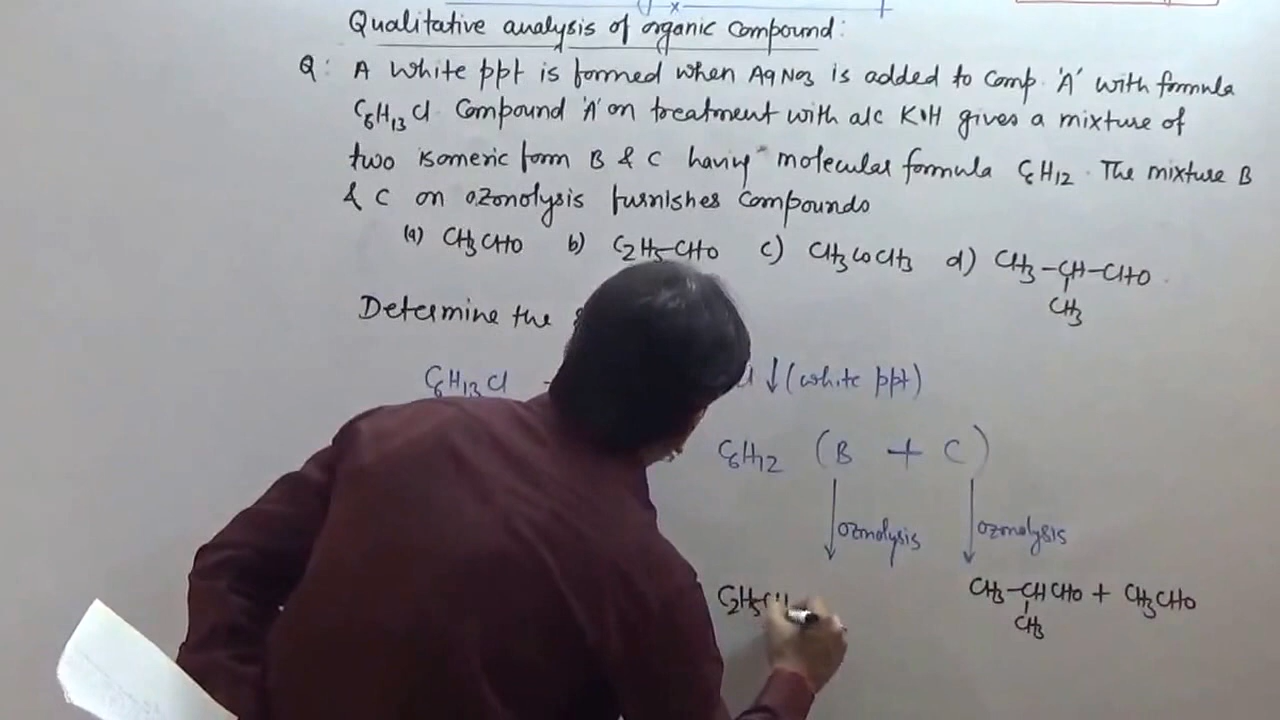 Qualitative analysis of organic compound:
Q: A white ppt is formed when AgNO3 is added to comp. 'A' with formula
C6H13Cl. Compound 'A' on treatment with alc KOH gives a mixture of
two isomeric form B & C having molecular formula C6H12. The mixture B
& C on ozonolysis furnishes compounds
(a) CH3CHO b) C2H5-CHO c) CH3COCH3 d) CH3-CH-CHO
CH3
Determine the
C6H13Cl ↓(white ppt)
C6H12 (B + C)
ozonolysis ozonolysis
C2H5CH CH3-CHCHO + CH3CHO
CH3